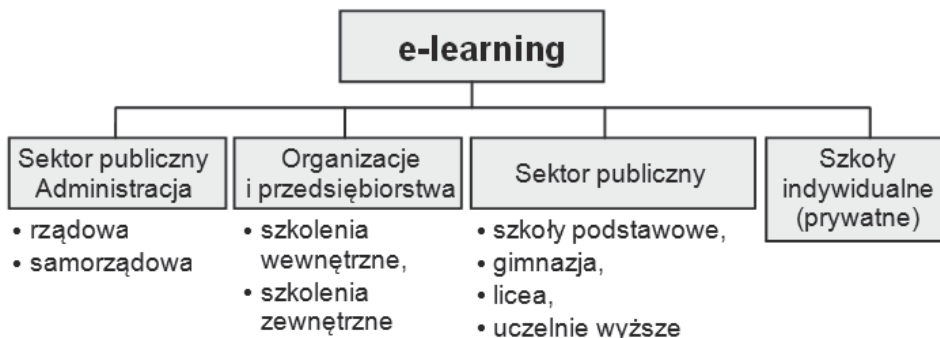 e-learning
Sektor publiczny
Administracja
• rządowa
• samorządowa
Organizacje
i przedsiębiorstwa
• szkolenia
wewnętrzne,
• szkolenia
zewnętrzne
Sektor publiczny
• szkoły podstawowe,
• gimnazja,
• licea,
• uczelnie wyższe
Szkoły
indywidualne
(prywatne)